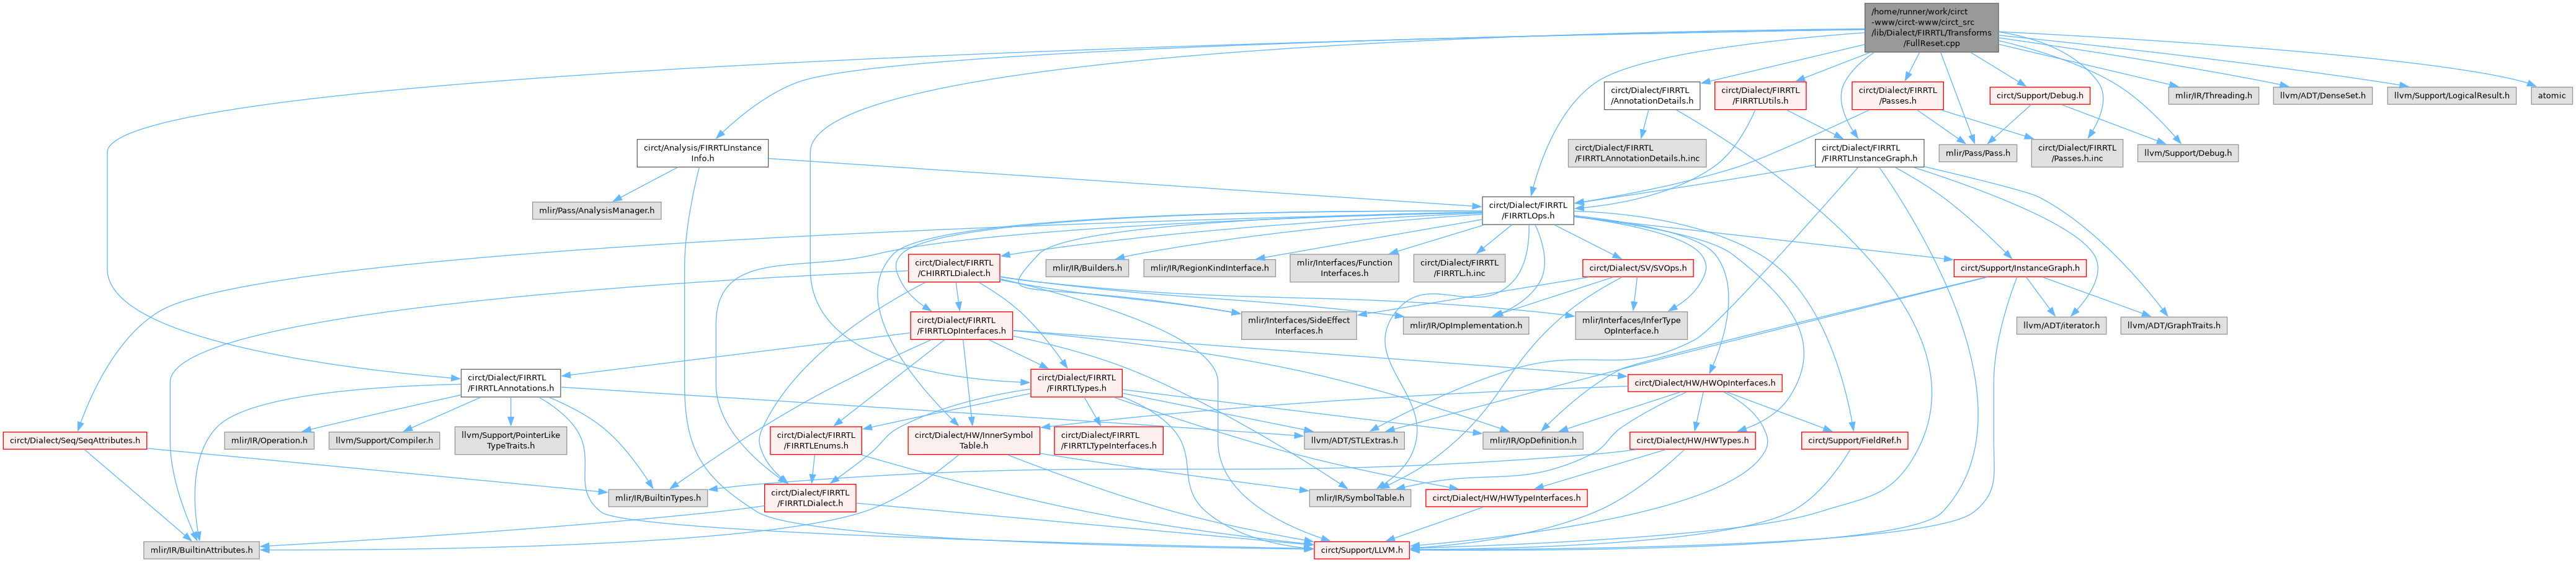 /home/runner/work/circt
-www/circt-www/circt_src
/lib/Dialect/FIRRTL/Transforms
/FullReset.cpp
circt/Dialect/FIRRTL
/AnnotationDetails.h
circt/Dialect/FIRRTL
/FIRRTLUtils.h
circt/Dialect/FIRRTL
/Passes.h
circt/Support/Debug.h
mlir/IR/Threading.h
llvm/ADT/DenseSet.h
llvm/Support/LogicalResult.h
atomic
circt/Analysis/FIRRTLInstance
Info.h
circt/Dialect/FIRRTL
/FIRRTLAnnotationDetails.h.inc
circt/Dialect/FIRRTL
/FIRRTLInstanceGraph.h
mlir/Pass/Pass.h
circt/Dialect/FIRRTL
/Passes.h.inc
llvm/Support/Debug.h
mlir/Pass/AnalysisManager.h
circt/Dialect/FIRRTL
/FIRRTLOps.h
circt/Dialect/FIRRTL
/CHIRRTLDialect.h
mlir/IR/Builders.h
mlir/IR/RegionKindInterface.h
mlir/Interfaces/Function
Interfaces.h
circt/Dialect/FIRRTL
/FIRRTL.h.inc
circt/Dialect/SV/SVOps.h
circt/Support/InstanceGraph.h
circt/Dialect/FIRRTL
/FIRRTLOpInterfaces.h
mlir/Interfaces/SideEffect
Interfaces.h
mlir/IR/OpImplementation.h
mlir/Interfaces/InferType
OpInterface.h
llvm/ADT/iterator.h
llvm/ADT/GraphTraits.h
circt/Dialect/FIRRTL
/FIRRTLAnnotations.h
circt/Dialect/FIRRTL
/FIRRTLTypes.h
circt/Dialect/HW/HWOpInterfaces.h
circt/Dialect/Seq/SeqAttributes.h
mlir/IR/Operation.h
llvm/Support/Compiler.h
llvm/Support/PointerLike
TypeTraits.h
circt/Dialect/FIRRTL
/FIRRTLEnums.h
circt/Dialect/HW/InnerSymbol
Table.h
circt/Dialect/FIRRTL
/FIRRTLTypeInterfaces.h
llvm/ADT/STLExtras.h
mlir/IR/OpDefinition.h
circt/Dialect/HW/HWTypes.h
circt/Support/FieldRef.h
mlir/IR/BuiltinTypes.h
circt/Dialect/FIRRTL
/FIRRTLDialect.h
mlir/IR/SymbolTable.h
circt/Dialect/HW/HWTypeInterfaces.h
mlir/IR/BuiltinAttributes.h
circt/Support/LLVM.h